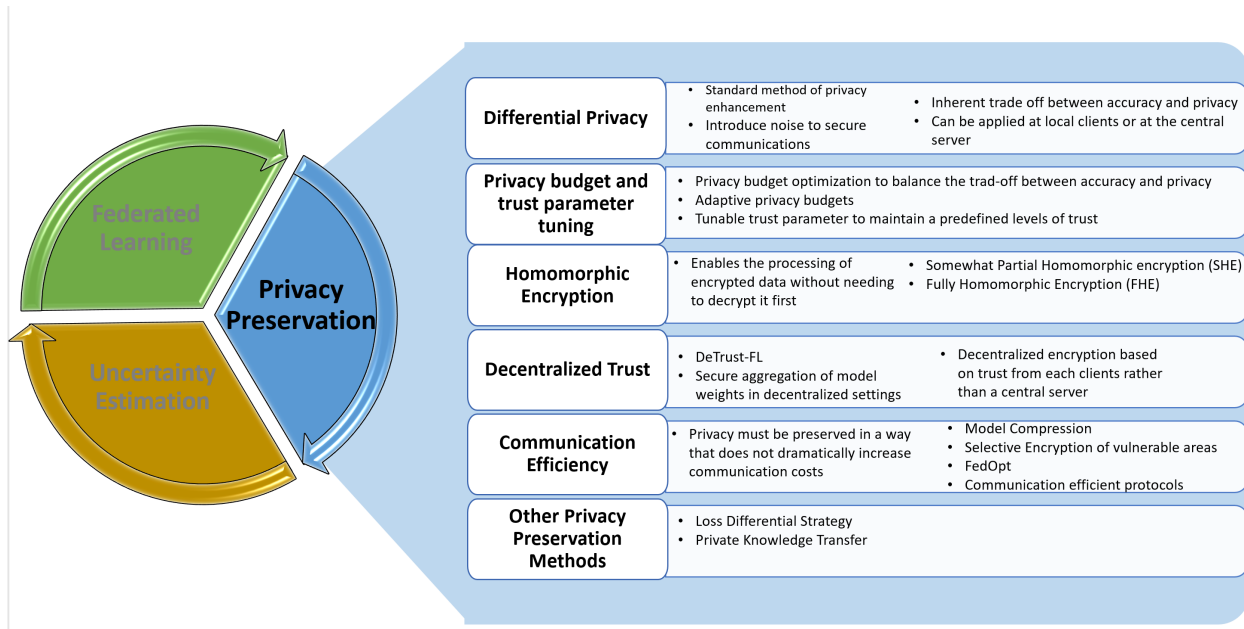 Federated
Learning
Privacy
Preservation
Uncertainty
Estimation
Differential Privacy
• Standard method of privacy
enhancement
• Introduce noise to secure
communications
• Inherent trade off between accuracy and privacy
• Can be applied at local clients or at the central
server
Privacy budget and
trust parameter
tuning
• Privacy budget optimization to balance the trad-off between accuracy and privacy
• Adaptive privacy budgets
• Tunable trust parameter to maintain a predefined levels of trust
Homomorphic
Encryption
• Enables the processing of
encrypted data without needing
to decrypt it first
• Somewhat Partial Homomorphic encryption (SHE)
• Fully Homomorphic Encryption (FHE)
Decentralized Trust
• DeTrust-FL
• Secure aggregation of model
weights in decentralized settings
• Decentralized encryption based
on trust from each clients rather
than a central server
Communication
Efficiency
• Privacy must be preserved in a way
that does not dramatically increase
communication costs
• Model Compression
• Selective Encryption of vulnerable areas
• FedOpt
• Communication efficient protocols
Other Privacy
Preservation
Methods
• Loss Differential Strategy
• Private Knowledge Transfer